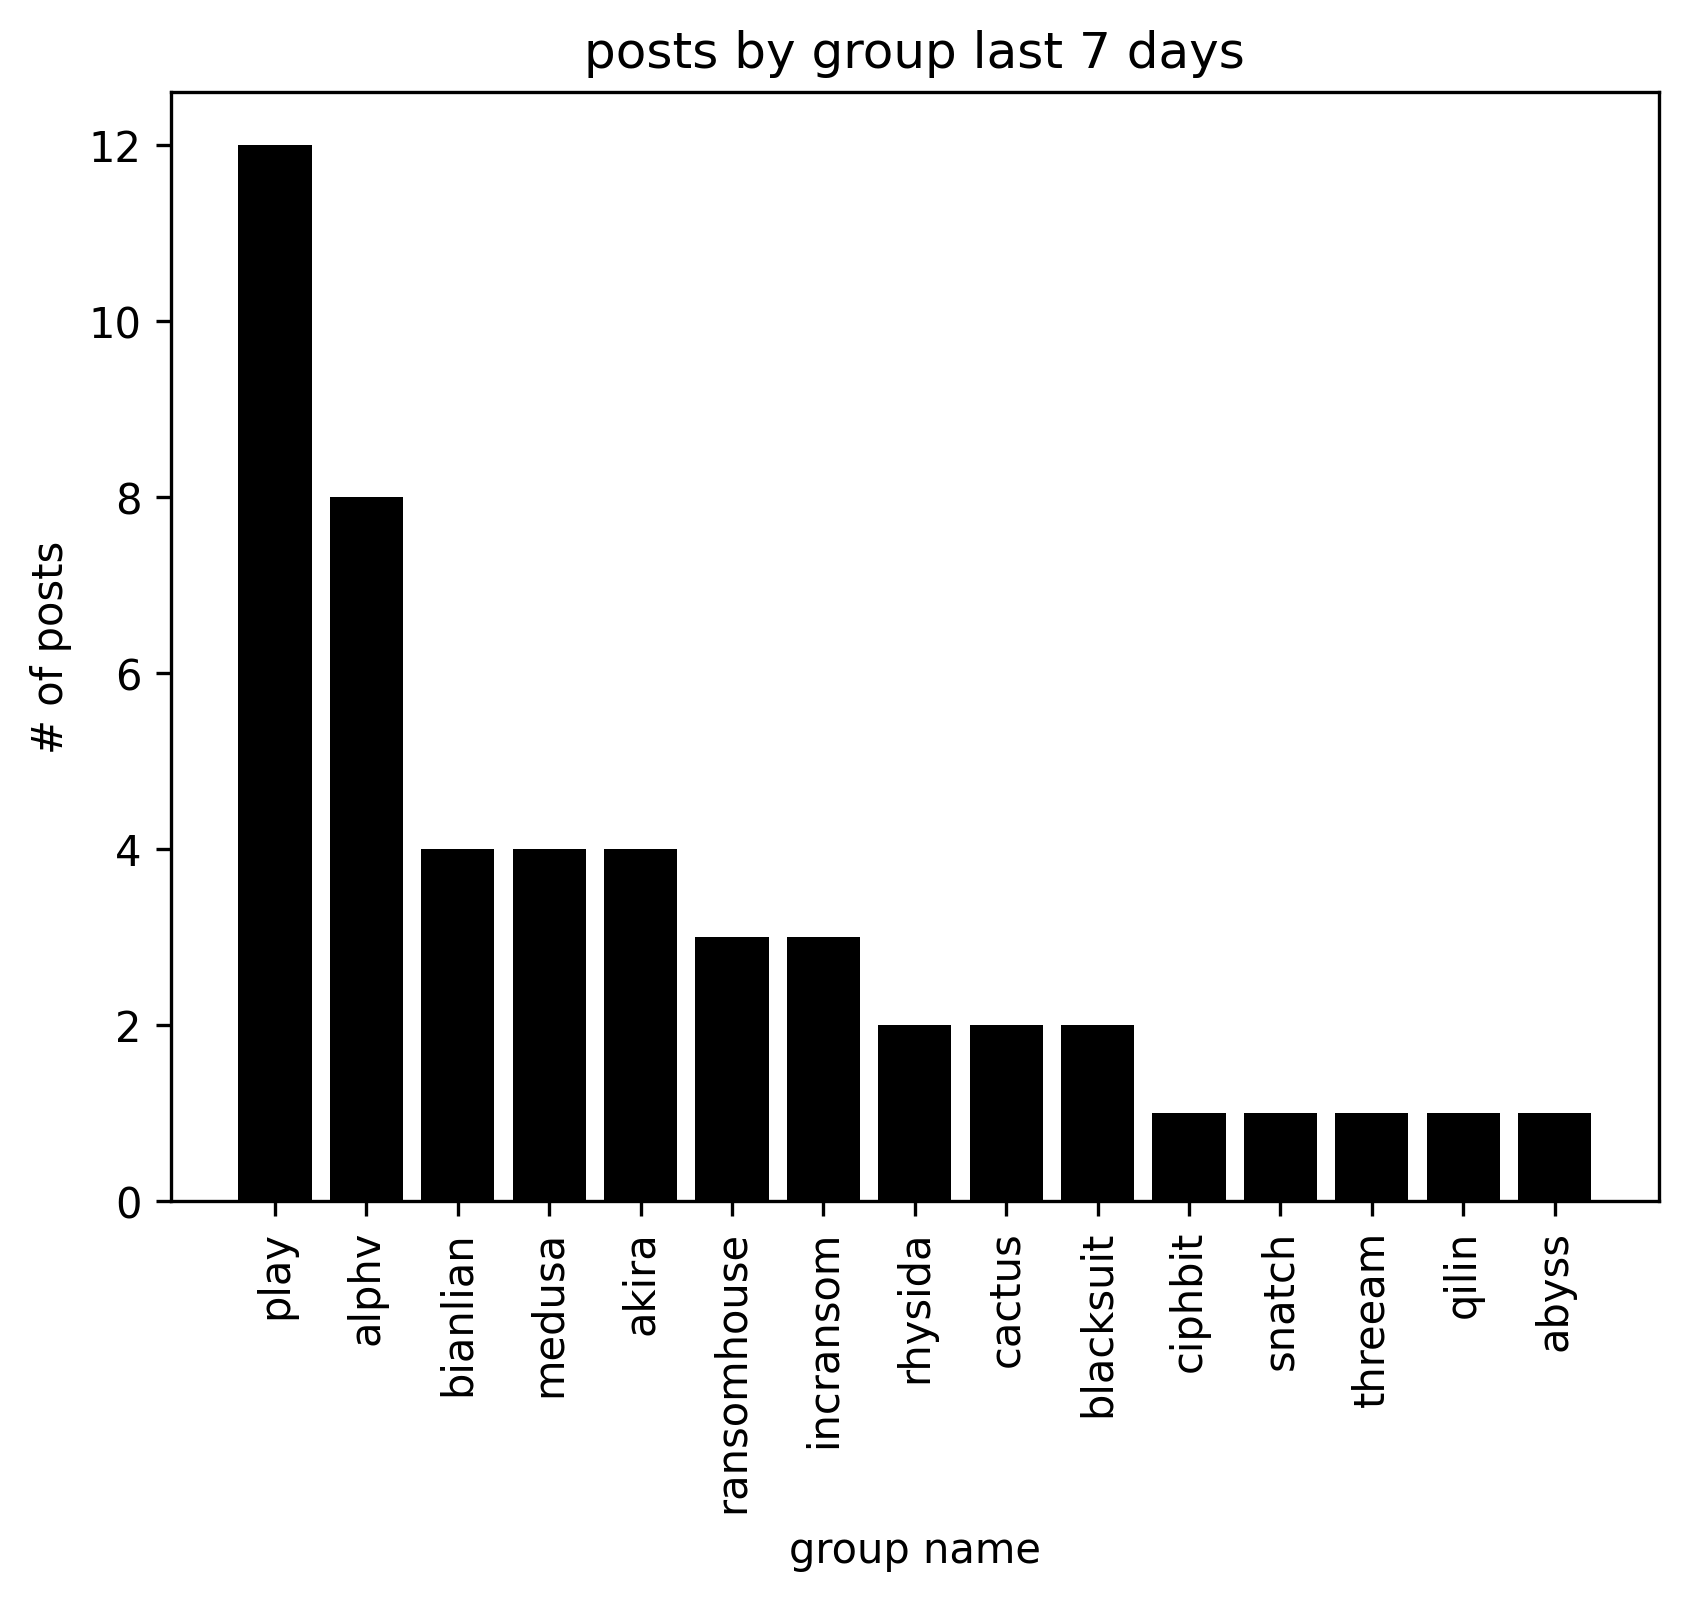 posts by group last 7 days
12
10
8
6
4
2
0
# of posts
play
alphv
bianlian
medusa
akira
ransomhouse
incransom
rhysida
cactus
blacksuit
ciphbit
snatch
threeam
qilin
abyss
group name